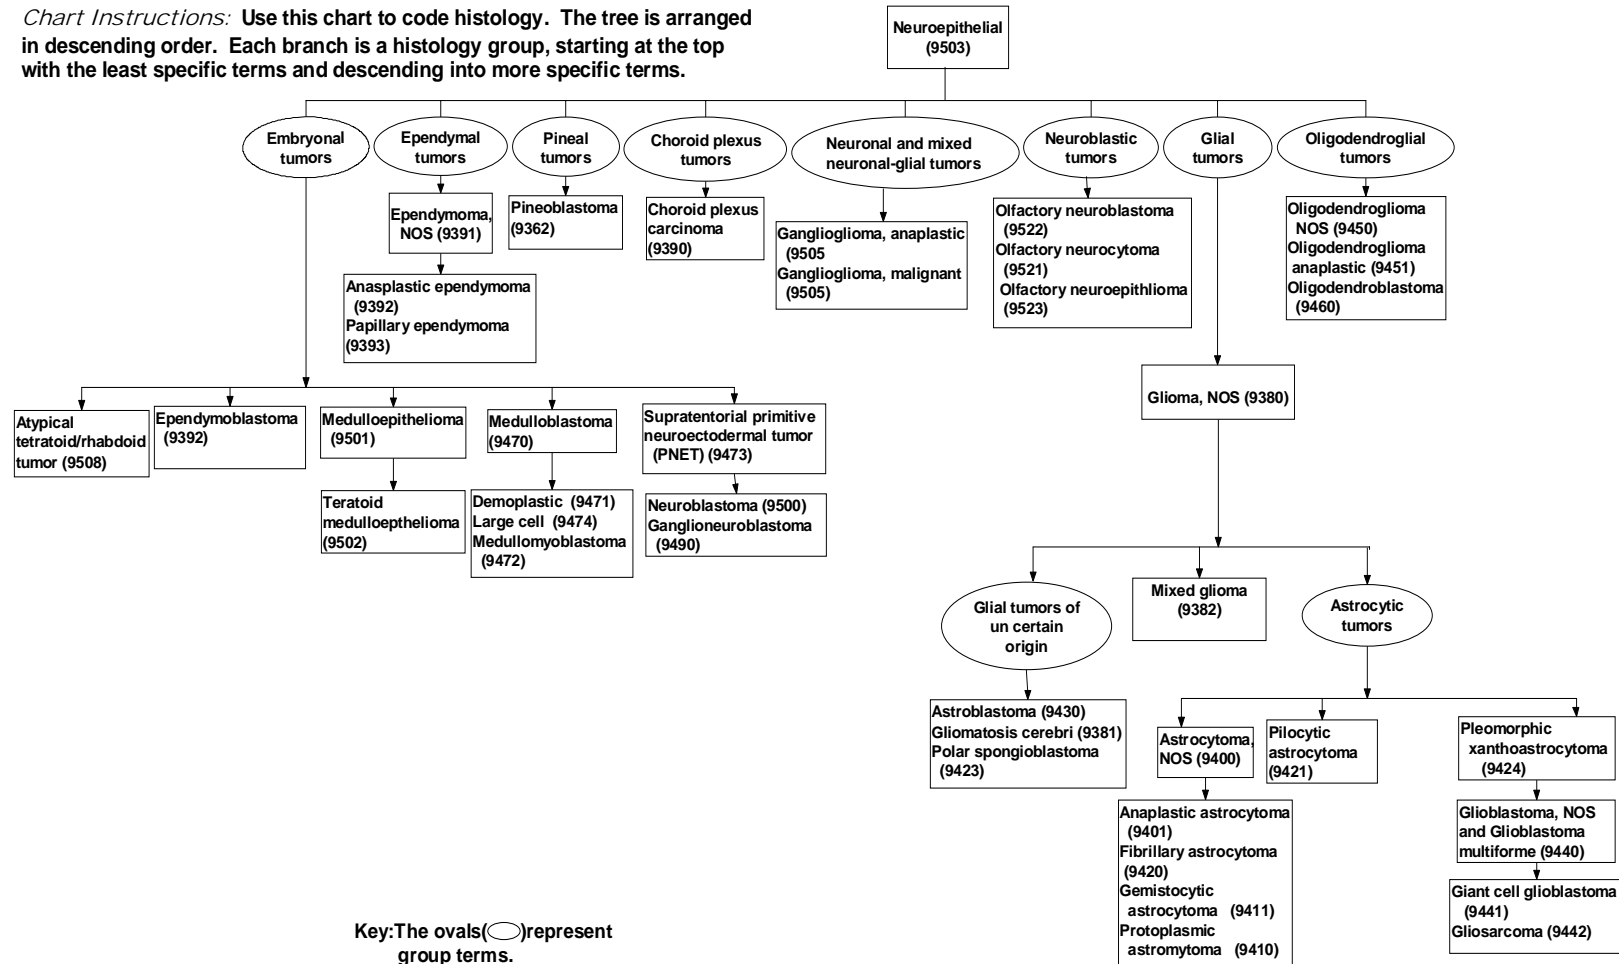 Chart Instructions: Use this chart to code histology. The tree is arranged
in descending order. Each branch is a histology group, starting at the top
with the least specific terms and descending into more specific terms.
Neuroepithelial
(9503)
Embryonal
tumors
Ependymal
tumors
Pineal
tumors
Choroid plexus
tumors
Neuronal and mixed
neuronal-glial tumors
Neuroblastic
tumors
Glial
tumors
Oligodendroglial
tumors
Ependymoma,
NOS (9391)
Anasplastic ependymoma
(9392)
Papillary ependymoma
(9393)
Pineoblastoma
(9362)
Choroid plexus
carcinoma
(9390)
Ganglioglioma, anaplastic
(9505
Ganglioglioma, malignant
(9505)
Olfactory neuroblastoma
(9522)
Olfactory neurocytoma
(9521)
Olfactory neuroepithlioma
(9523)
Oligodendroglioma
NOS (9450)
Oligodendroglioma
anaplastic (9451)
Oligodendroblastoma
(9460)
Atypical
tetratoid/rhabdoid
tumor (9508)
Ependymoblastoma
(9392)
Medulloepithelioma
(9501)
Teratoid
medulloepthelioma
(9502)
Medulloblastoma
(9470)
Demoplastic (9471)
Large cell (9474)
Medullomyoblastoma
(9472)
Supratentorial primitive
neuroectodermal tumor
(PNET) (9473)
Neuroblastoma (9500)
Ganglioneuroblastoma
(9490)
Glioma, NOS (9380)
Glial tumors of
un certain
origin
Mixed glioma
(9382)
Astrocytic
tumors
Astroblastoma (9430)
Gliomatosis cerebri (9381)
Polar spongioblastoma
(9423)
Astrocytoma,
NOS (9400)
Anaplastic astrocytoma
(9401)
Fibrillary astrocytoma
(9420)
Gemistocytic
astrocytoma (9411)
Protoplasmic
astromytoma (9410)
Pilocytic
astrocytoma
(9421)
Pleomorphic
xanthoastrocytoma
(9424)
Glioblastoma, NOS
and Glioblastoma
multiforme (9440)
Giant cell glioblastoma
(9441)
Gliosarcoma (9442)
Key:The ovals( )represent
group terms.